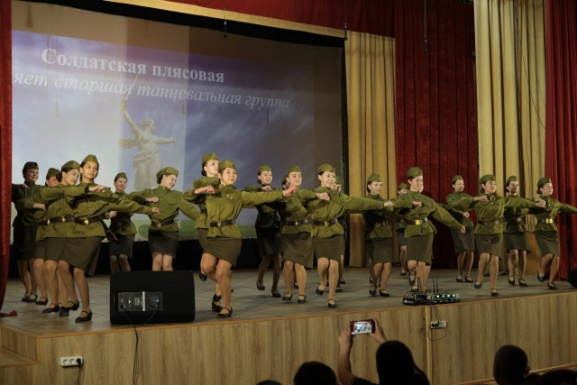 Солдатская плясовая
яет старшая танцевальная группа